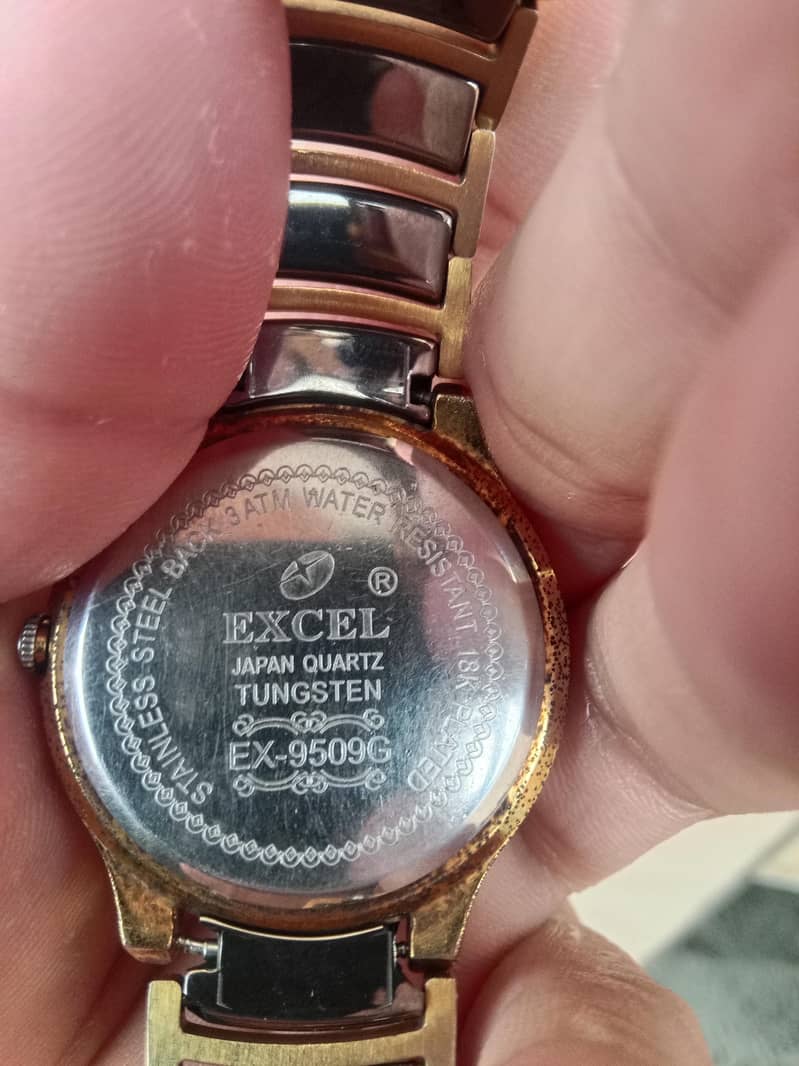 STAINLESS STEEL BACK 3 ATM WATER RESISTANT. 18K PLATED
®
EXCEL
JAPAN QUARTZ
TUNGSTEN
EX-9509G